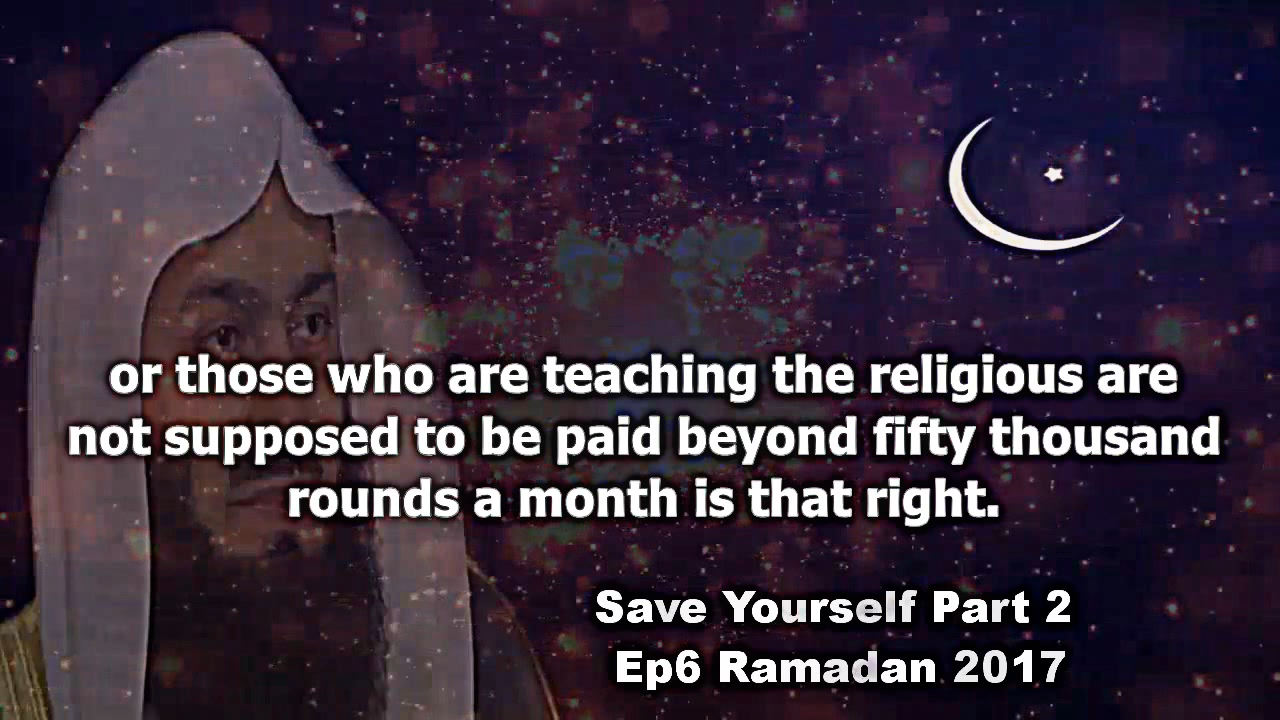 or those who are teaching the religious are
not supposed to be paid beyond fifty thousand
rounds a month is that right.
Save Yourself Part 2
Ep6 Ramadan 2017